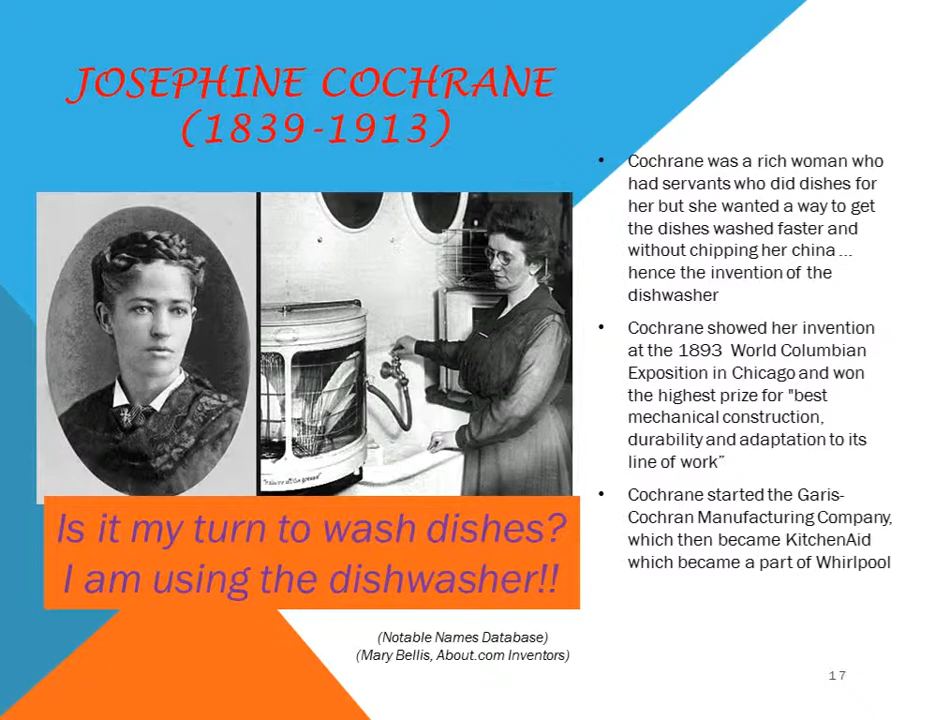 JOSEPHINE COCHRANE
(1839-1913)
• Cochrane was a rich woman who
had servants who did dishes for
her but she wanted a way to get
the dishes washed faster and
without chipping her china ...
hence the invention of the
dishwasher
• Cochrane showed her invention
at the 1893 World Columbian
Exposition in Chicago and won
the highest prize for "best
mechanical construction,
durability and adaptation to its
line of work”
• Cochrane started the Garis-
Cochran Manufacturing Company,
which then became KitchenAid
which became a part of Whirlpool
Is it my turn to wash dishes?
I am using the dishwasher!!
(Notable Names Database)
(Mary Bellis, About.com Inventors)
17